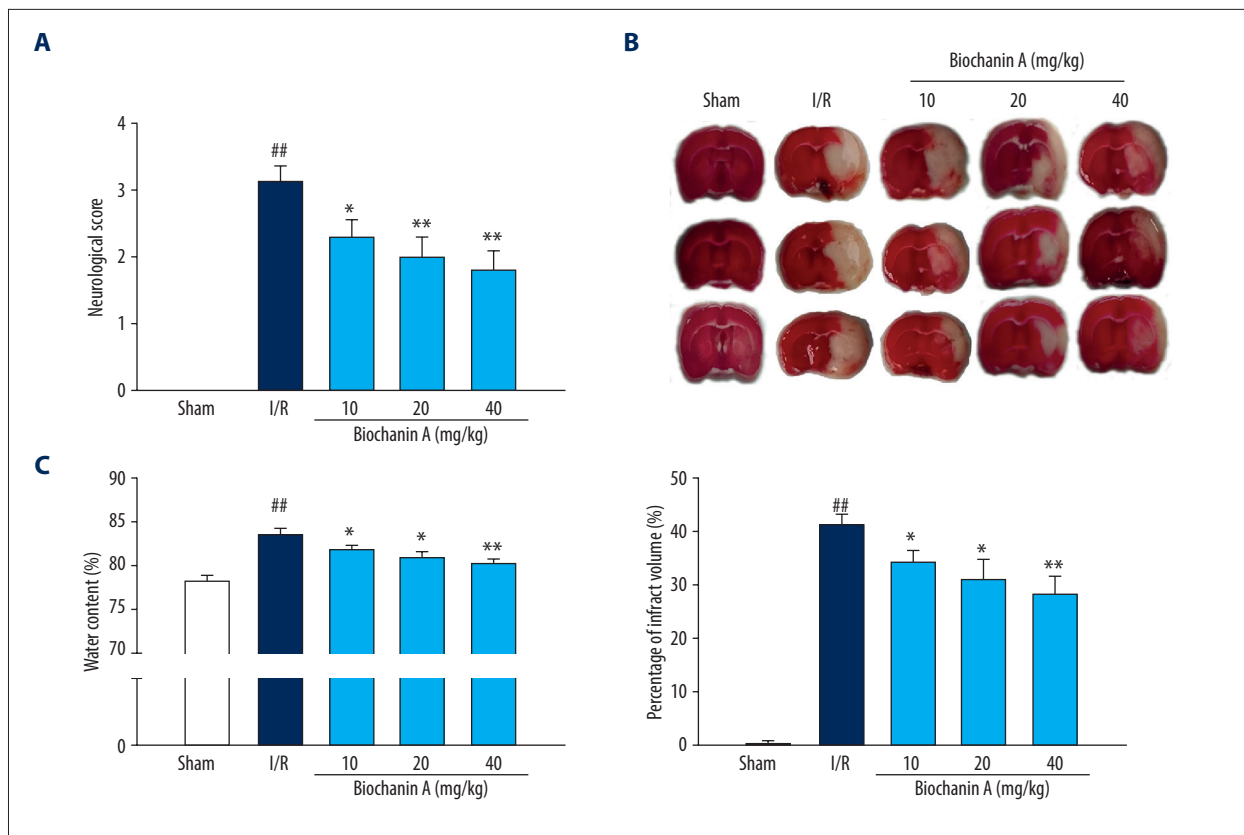 A
4
3
2
1
0
Neurological score
##
*
**
**
Sham I/R 10 20 40
Biochanin A (mg/kg)
B
Biochanin A (mg/kg)
Sham I/R 10 20 40
C
90
85
80
75
70
0
Water content (%)
##
*
*
**
Sham I/R 10 20 40
Biochanin A (mg/kg)
50
40
30
20
10
0
Percentage of infract volume (%)
##
*
*
**
Sham I/R 10 20 40
Biochanin A (mg/kg)